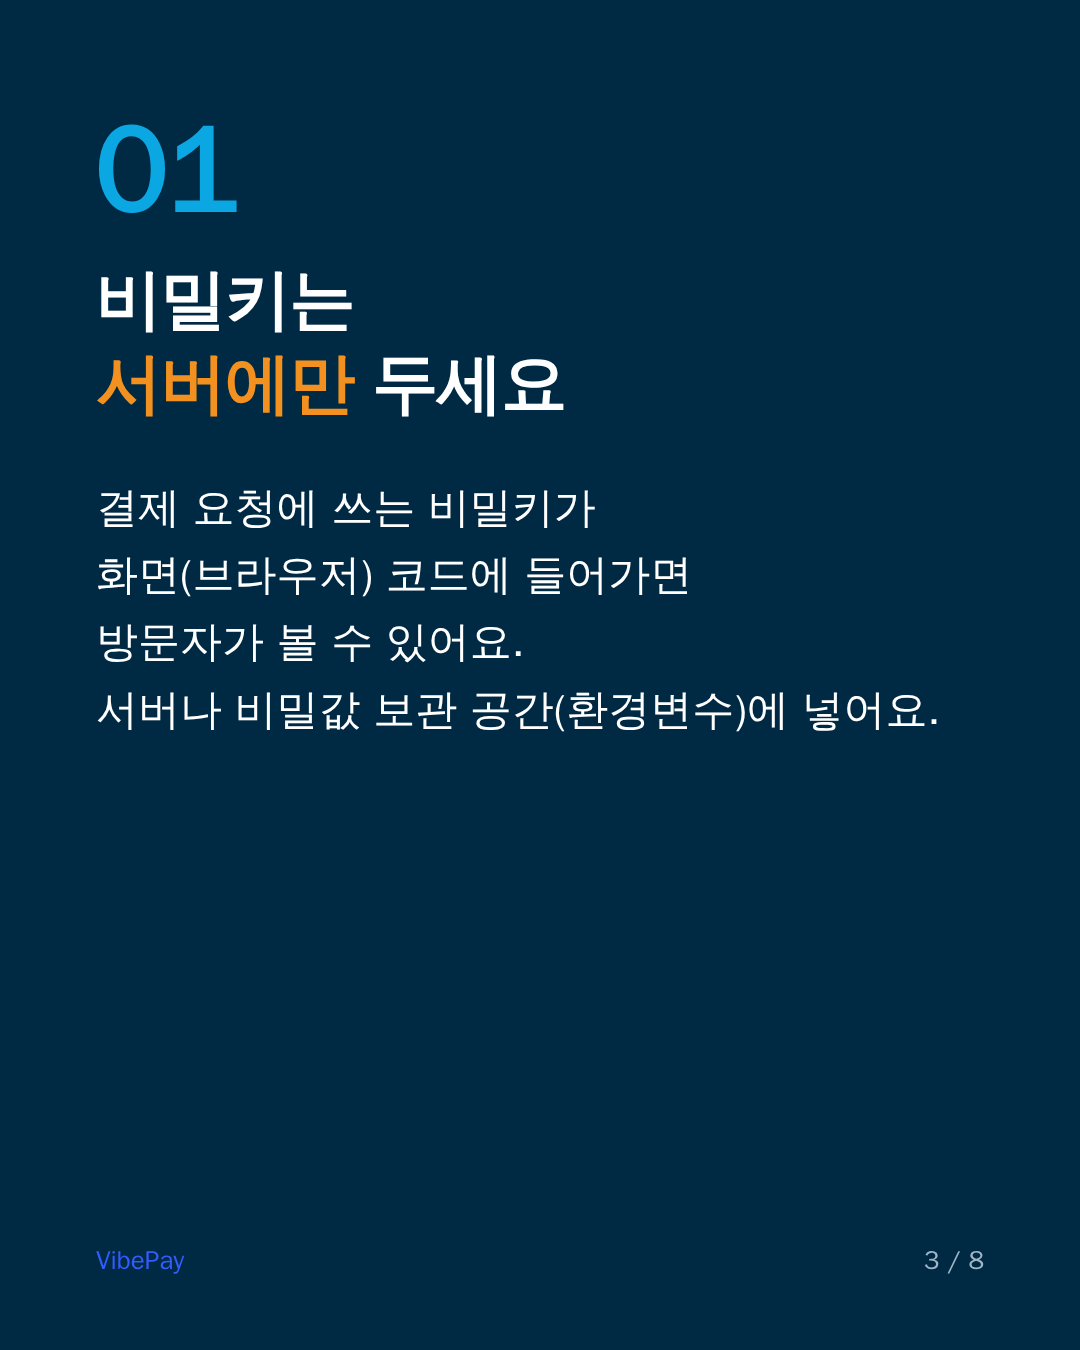 01
비밀키는
서버에만 두세요
결제 요청에 쓰는 비밀키가
화면(브라우저) 코드에 들어가면
방문자가 볼 수 있어요.
서버나 비밀값 보관 공간(환경변수)에 넣어요.
VibePay
3 / 8